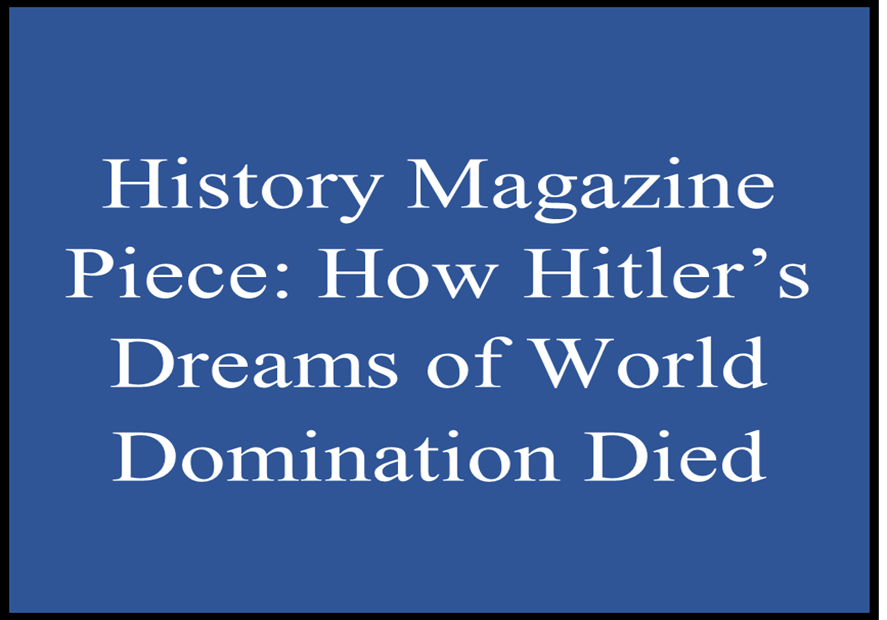 History Magazine
Piece: How Hitler’s
Dreams of World
Domination Died